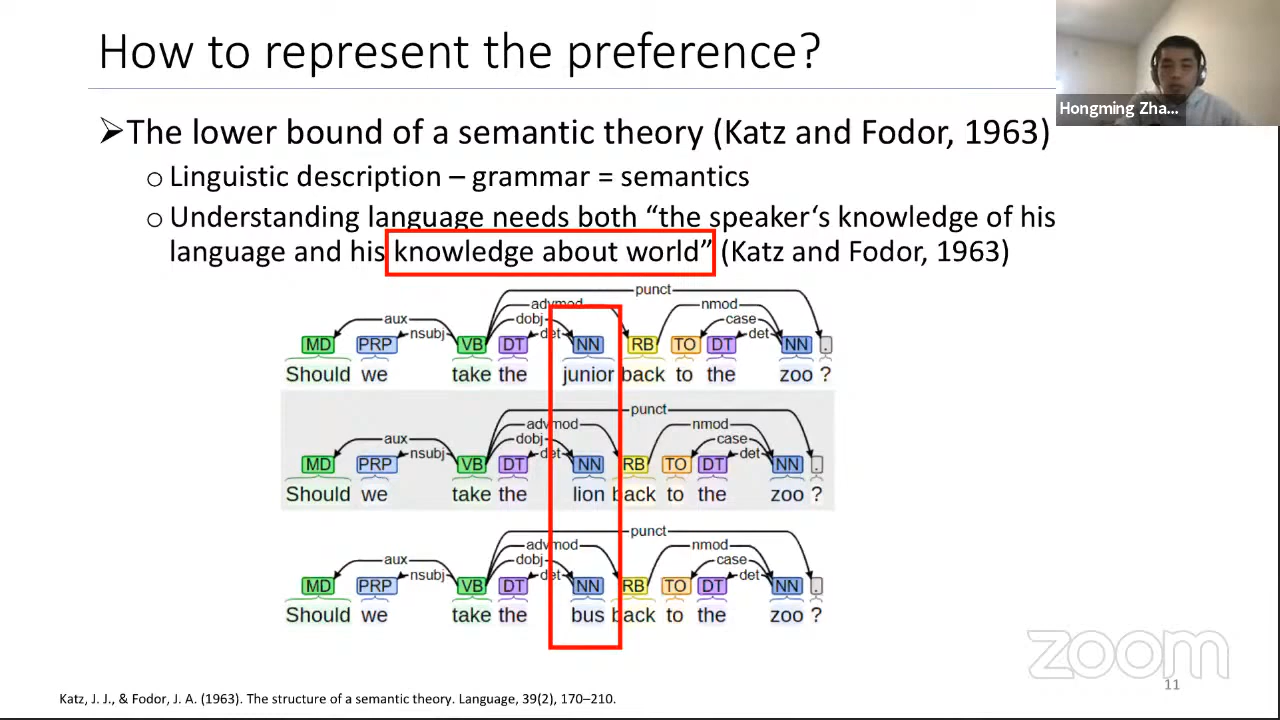 How to represent the preference?
Hongming Zha...
➢The lower bound of a semantic theory (Katz and Fodor, 1963)
o Linguistic description – grammar = semantics
o Understanding language needs both “the speaker‘s knowledge of his
language and his knowledge about world” (Katz and Fodor, 1963)
punct
advmod nmod
aux dobj case
nsubj det det
MD PRP VB DT NN RB TO DT NN .
Should we take the junior back to the zoo ?
punct
advmod nmod
aux dobj case
nsubj det det
MD PRP VB DT NN RB TO DT NN .
Should we take the lion back to the zoo ?
punct
advmod nmod
aux dobj case
nsubj det det
MD PRP VB DT NN RB TO DT NN .
Should we take the bus back to the zoo ?
zoom
11
Katz, J. J., & Fodor, J. A. (1963). The structure of a semantic theory. Language, 39(2), 170–210.